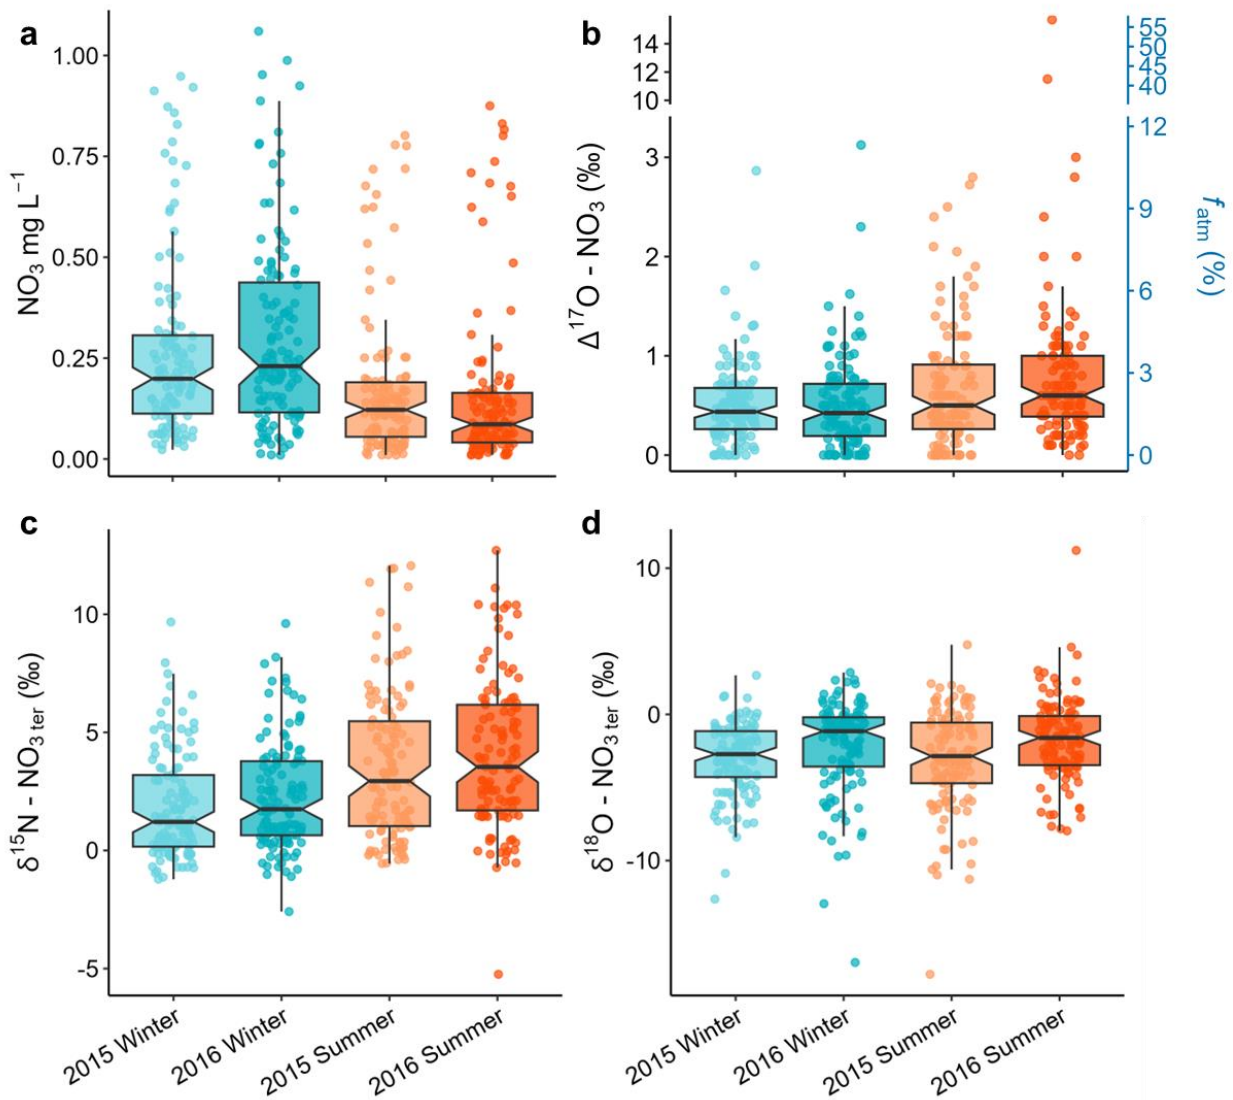 a
NO3 mg L−1
1.00
0.75
0.50
0.25
0.00
b
Δ17O - NO3 (‰)
14
12
10
3
2
1
0
55
50
45
40
12
9
6
3
0
fatm (%)
c
δ15N - NO3 ter (‰)
10
5
0
-5
2015 Winter
2016 Winter
2015 Summer
2016 Summer
d
δ18O - NO3 ter (‰)
10
0
-10
2015 Winter
2016 Winter
2015 Summer
2016 Summer